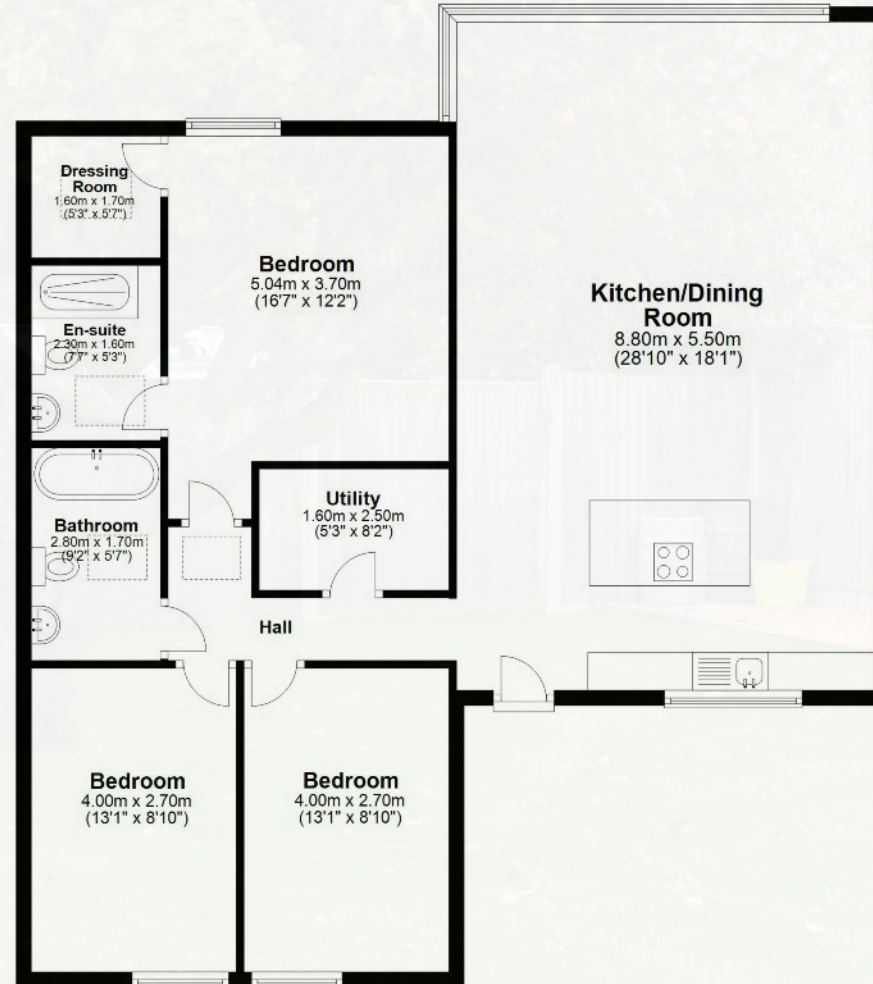 Dressing
Room
1.60m x 1.70m
(5'3" x 5'7")
Bedroom
5.04m x 3.70m
(16'7" x 12'2")
Kitchen/Dining
Room
8.80m x 5.50m
(28'10" x 18'1")
En-suite
2.30m x 1.60m
(7'7" x 5'3")
Utility
1.60m x 2.50m
(5'3" x 8'2")
Bathroom
2.80m x 1.70m
(9'2" x 5'7")
Hall
Bedroom
4.00m x 2.70m
(13'1" x 8'10")
Bedroom
4.00m x 2.70m
(13'1" x 8'10")